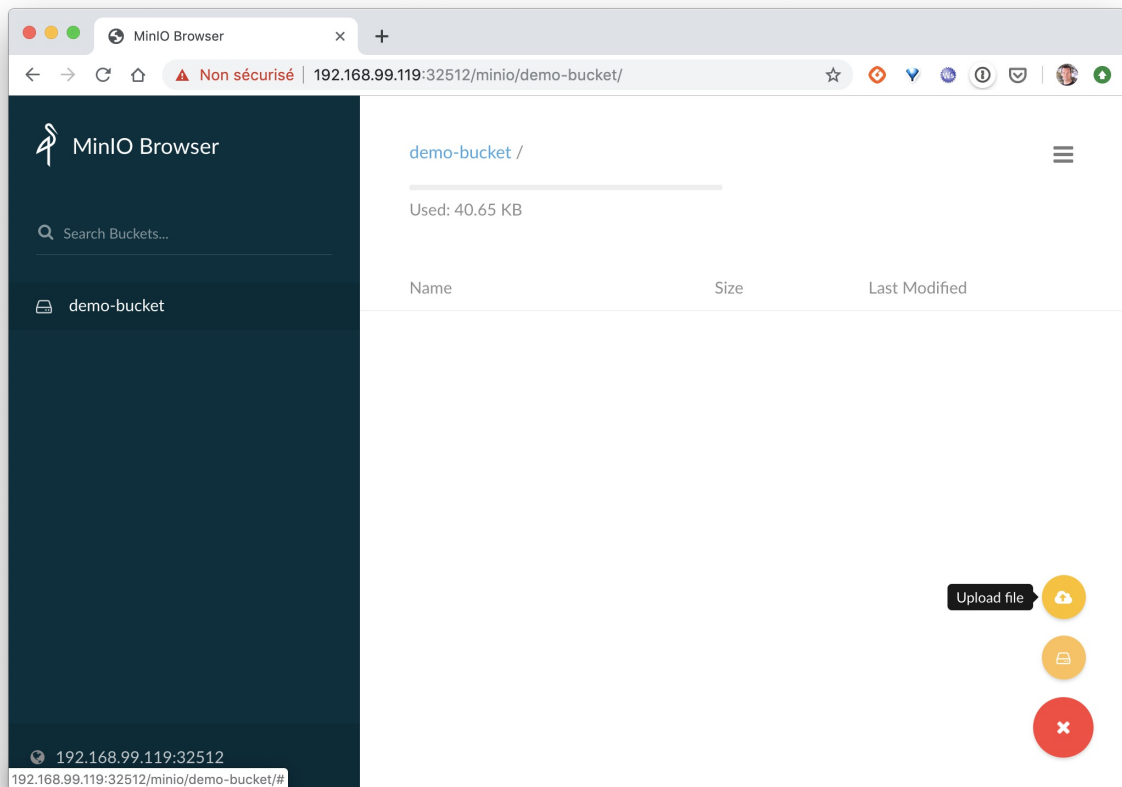 MinIO Browser
Non sécurisé 192.168.99.119:32512/minio/demo-bucket/
MinIO Browser
Search Buckets...
demo-bucket
demo-bucket /
Used: 40.65 KB
Name Size Last Modified
Upload file
192.168.99.119:32512
192.168.99.119:32512/minio/demo-bucket/#